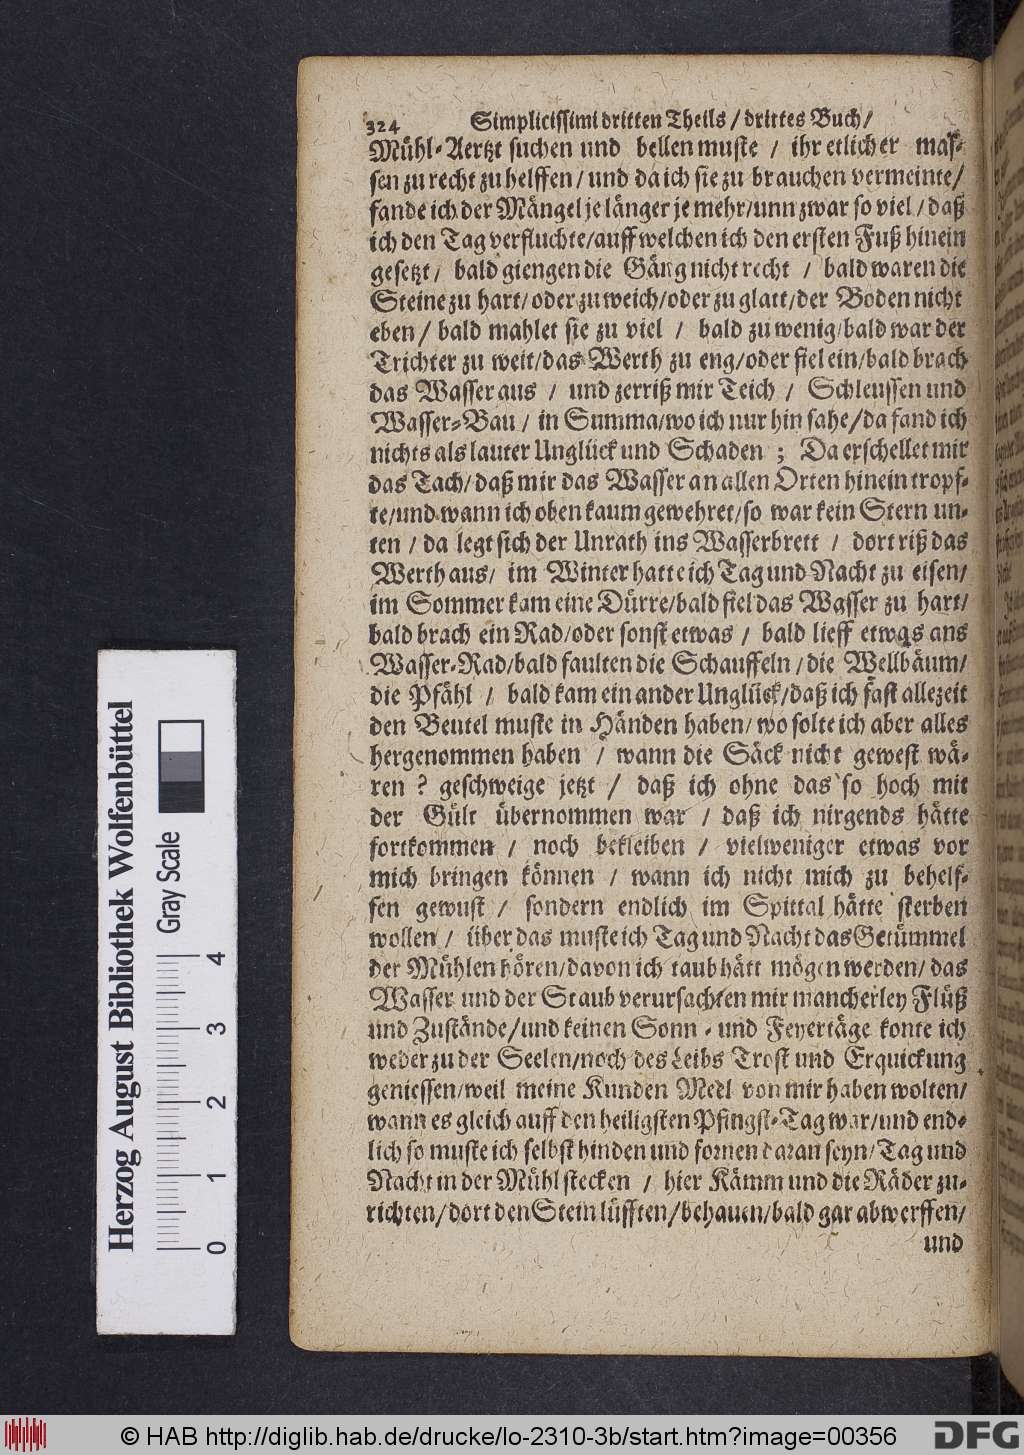 324 Simplicissimi dritten Theils / drittes Buch /
Mühl-Aertzt suchen und bellen muste / ihr etlicher mas-
sen zu recht zu helffen / und da ich sie zu brauchen vermeinte /
fande ich der Mängel je länger je mehr / unn zwar so viel / daß
ich den Tag verfluchte / auff welchen ich den ersten Fuß hinein
gesetzt / bald giengen die Gäng nicht recht / bald waren die
Steine zu hart / oder zu weich / oder zu glatt / der Boden nicht
eben / bald mahlet sie zu viel / bald zu wenig / bald war der
Trichter zu weit / das Werth zu eng / oder fiel ein / bald brach
das Wasser aus / und zerriß mir Teich / Schleussen und
Wasser-Bau / in Summa / wo ich nur hin sahe / da fand ich
nichts als lauter Unglück und Schaden ; Da erschellet mir
das Tach / daß mir das Wasser an allen Orten hinein tropf-
te / und wann ich oben kaum gewehret / so war kein Stern un-
ten / da legt sich der Unrath ins Wasserbrett / dort riß das
Werth aus / im Winter hatte ich Tag und Nacht zu eisen /
im Sommer kam eine Dürre / bald fiel das Wasser zu hart /
bald brach ein Rad / oder sonst etwas / bald lieff etwas ans
Wasser-Rad / bald faulten die Schauffeln / die Wellbäum /
die Pfähl / bald kam ein ander Unglück / daß ich fast allezeit
den Beutel muste in Händen haben / wo solte ich aber alles
hergenommen haben / wann die Säck nicht gewest wä-
ren ? geschweige jetzt / daß ich ohne das so hoch mit
der Gült übernommen war / daß ich nirgends hätte
fortkommen / noch bekleiben / vielweniger etwas vor
mich bringen können / wann ich nicht mich zu behelf-
fen gewust / sondern endlich im Spittal hätte sterben
wollen / über das muste ich Tag und Nacht das Getümmel
der Mühlen hören / davon ich taub hätt mögen werden / das
Wasser und der Staub verursachten mir mancherley Flüß
und Zustände / und keinen Sonn - und Feyertäge konte ich
weder zu der Seelen / noch des Leibs Trost und Erquickung
geniessen / weil meine Kunden Meel von mir haben wolten /
wann es gleich auff den heiligsten Pfingst-Tag war / und end-
lich so muste ich selbst hinden und fornen daran seyn / Tag und
Nacht in der Mühl stecken / hier Kämm und die Räder zu-
richten / dort den Stein lüfften / behauen / bald gar abwerffen /
und
Herzog August Bibliothek Wolfenbüttel
Gray Scale
0 1 2 3 4
© HAB http://diglib.hab.de/drucke/lo-2310-3b/start.htm?image=00356
DFG